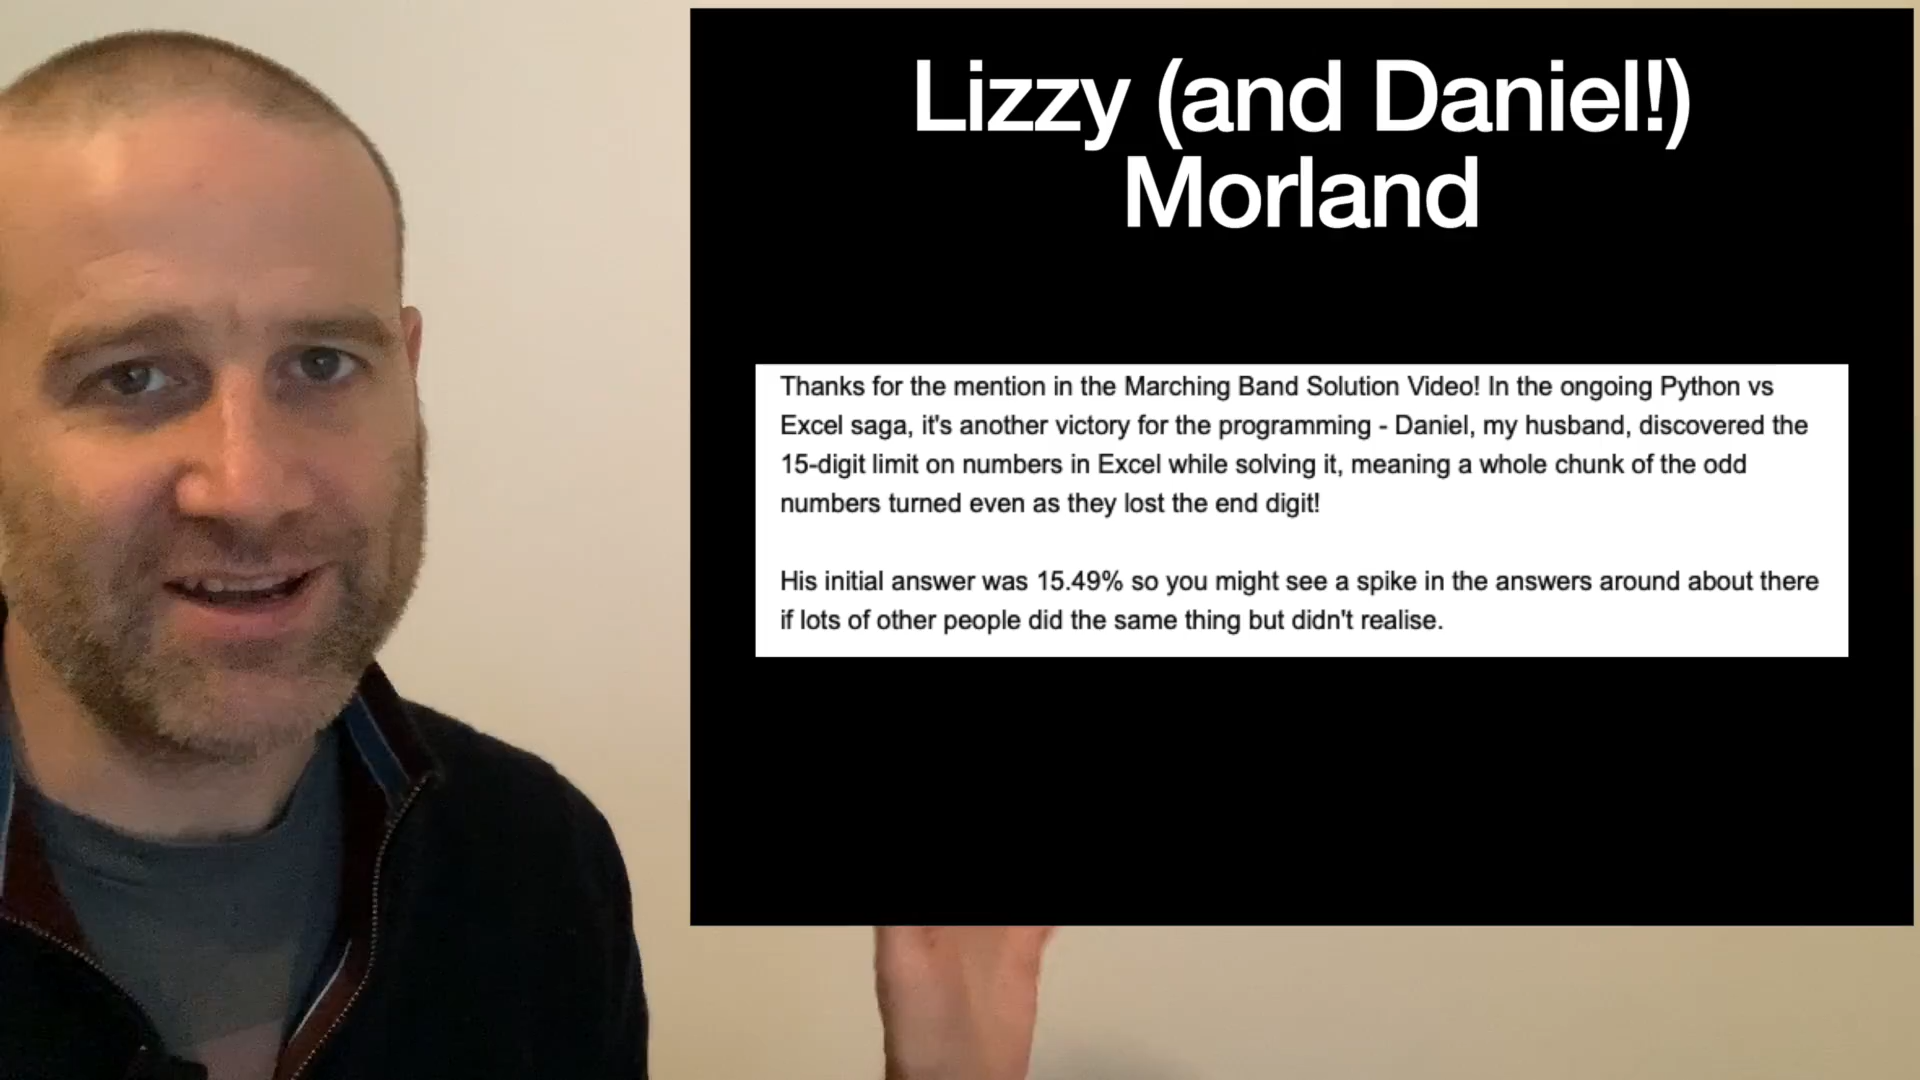 Lizzy (and Daniel!)
Morland
Thanks for the mention in the Marching Band Solution Video! In the ongoing Python vs
Excel saga, it's another victory for the programming - Daniel, my husband, discovered the
15-digit limit on numbers in Excel while solving it, meaning a whole chunk of the odd
numbers turned even as they lost the end digit!
His initial answer was 15.49% so you might see a spike in the answers around about there
if lots of other people did the same thing but didn't realise.